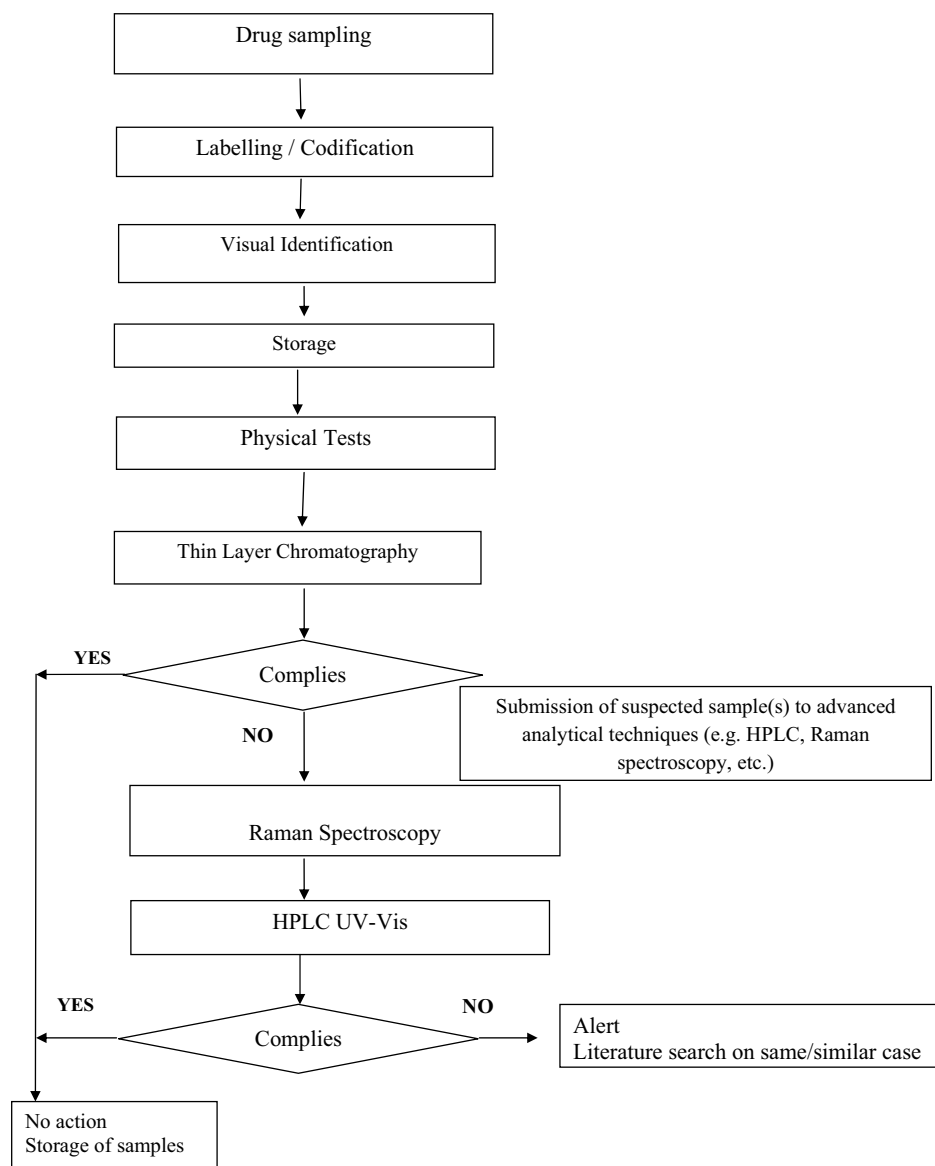 Drug sampling
Labelling / Codification
Visual Identification
Storage
Physical Tests
Thin Layer Chromatography
YES
Complies
NO
Submission of suspected sample(s) to advanced
analytical techniques (e.g. HPLC, Raman
spectroscopy, etc.)
Raman Spectroscopy
HPLC UV-Vis
YES
Complies
NO
Alert
Literature search on same/similar case
No action
Storage of samples